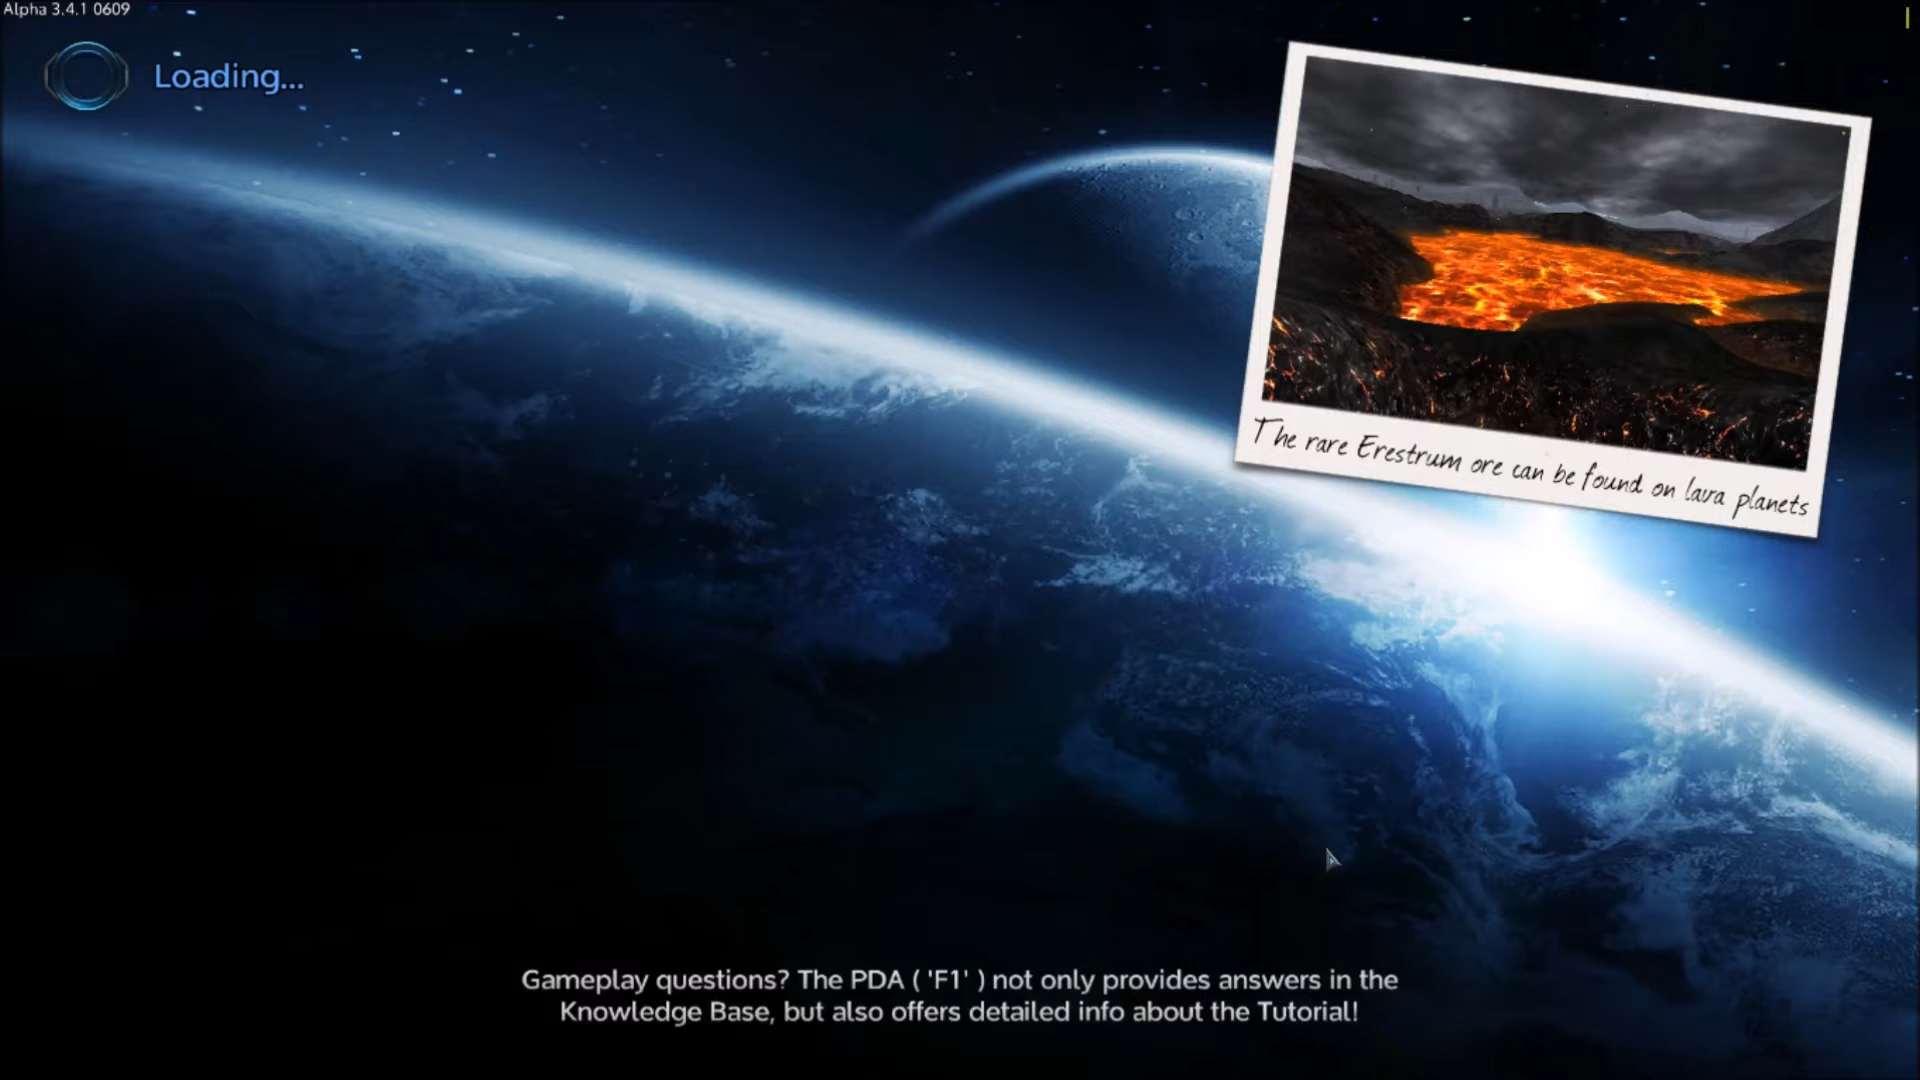 Alpha 3.4.1 0609
Loading...
The rare Erestrum ore can be found on lava planets
Gameplay questions? The PDA ( 'F1' ) not only provides answers in the
Knowledge Base, but also offers detailed info about the Tutorial!